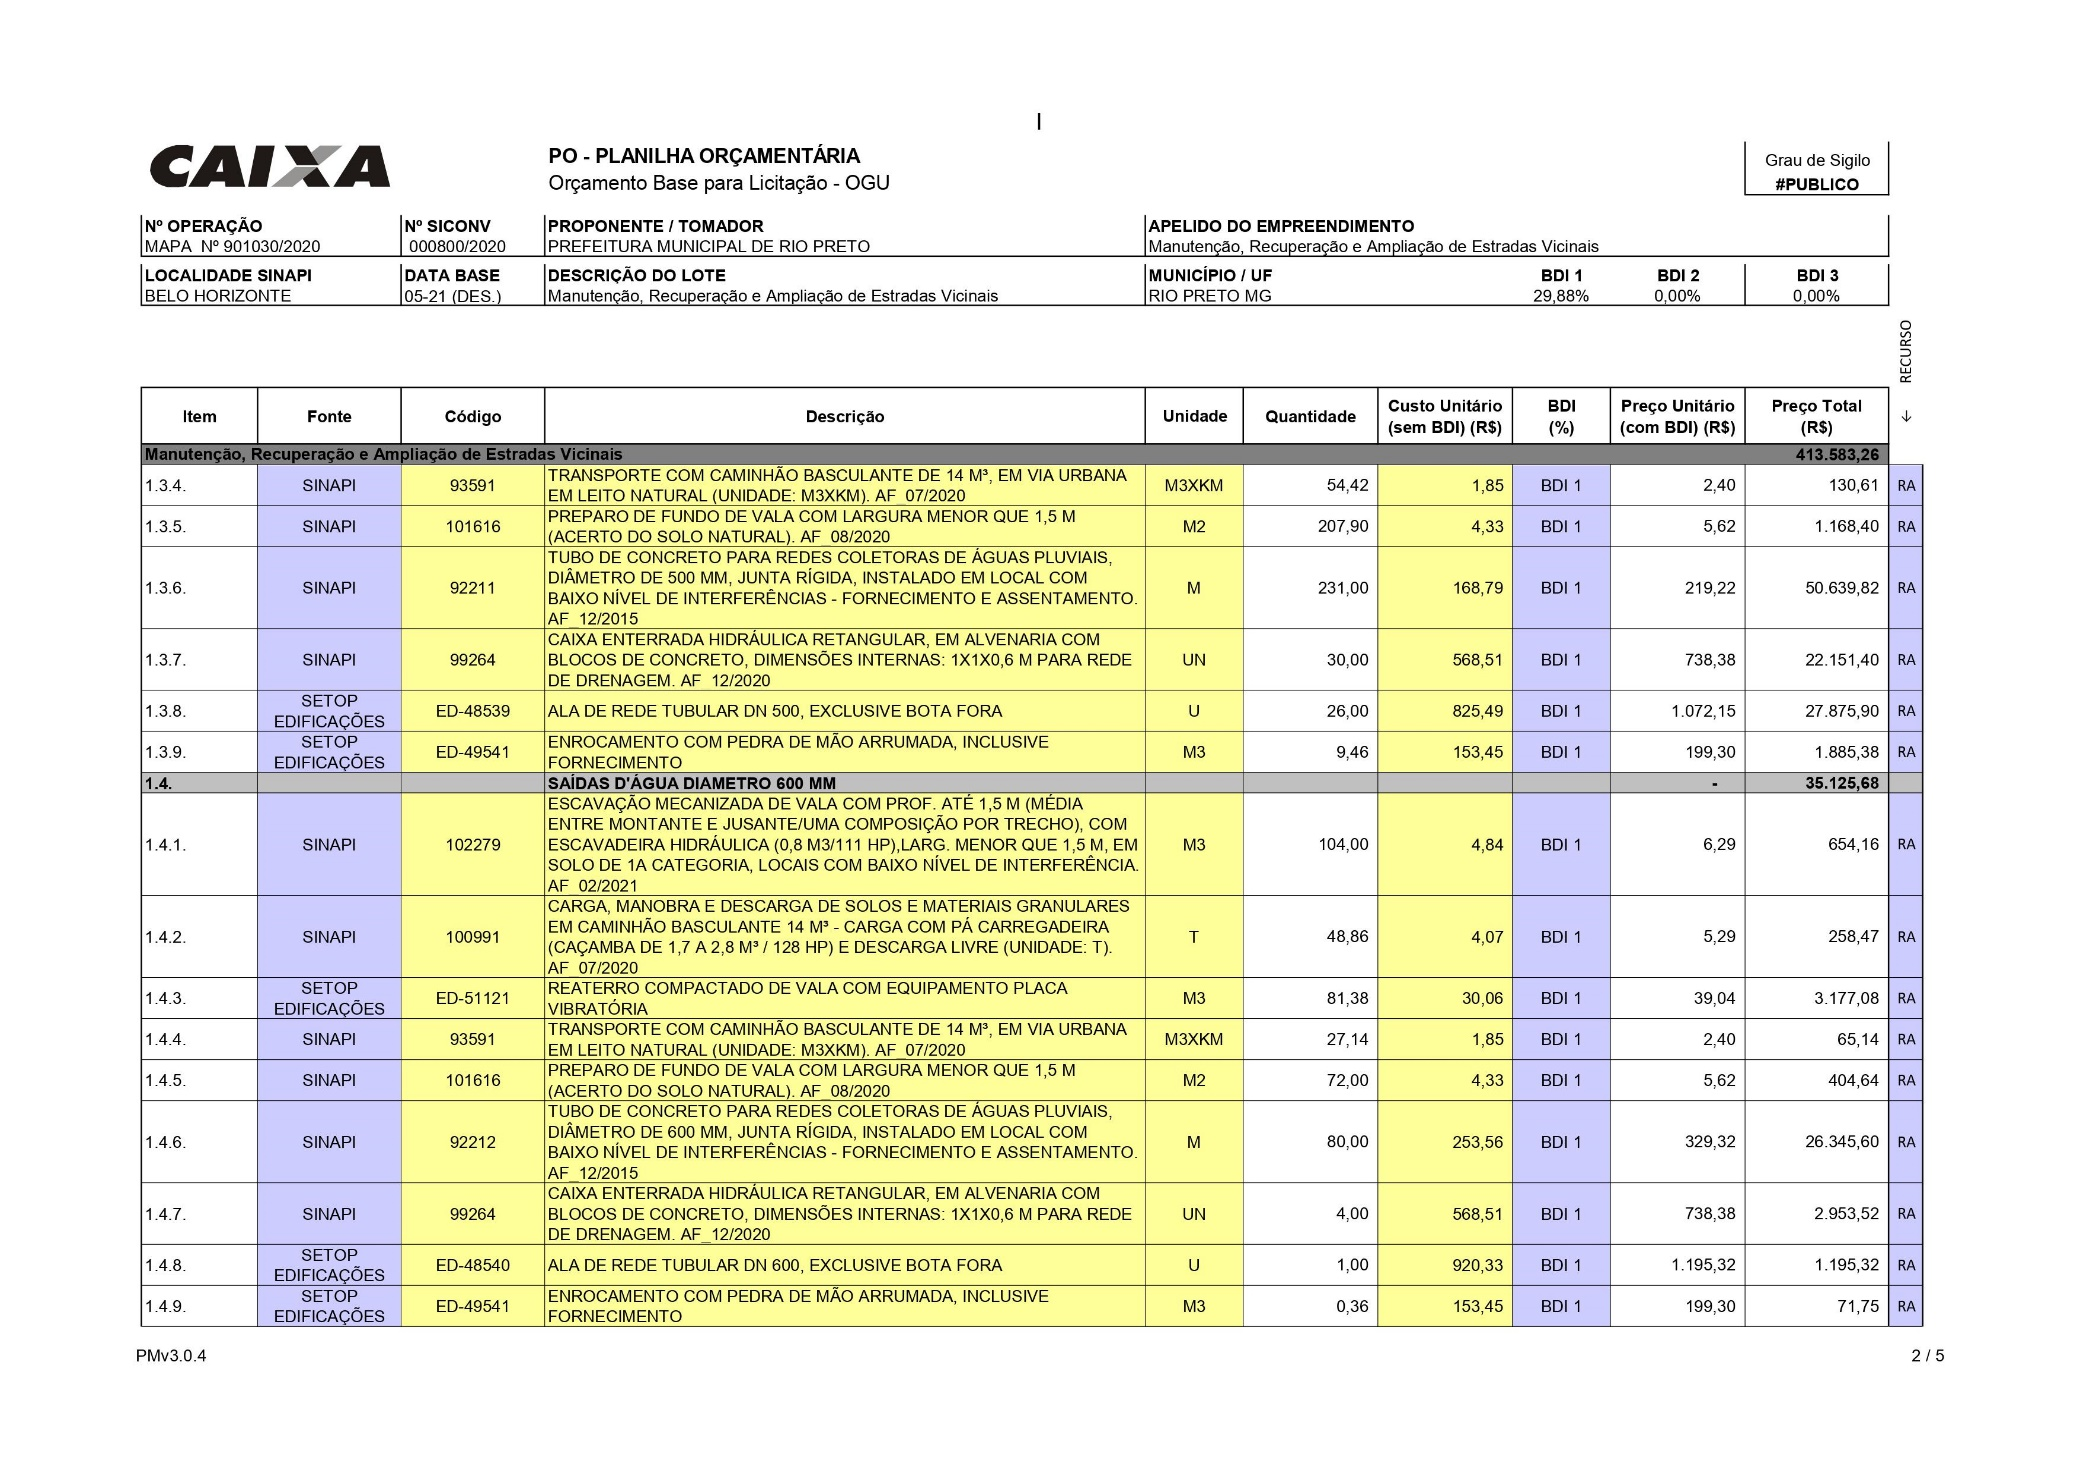 CAIXA
PO - PLANILHA ORÇAMENTÁRIA
Orçamento Base para Licitação - OGU
Grau de Sigilo
#PUBLICO
Nº OPERAÇÃO Nº SICONV PROPONENTE / TOMADOR APELIDO DO EMPREENDIMENTO
MAPA Nº 901030/2020 000800/2020 PREFEITURA MUNICIPAL DE RIO PRETO Manutenção, Recuperação e Ampliação de Estradas Vicinais
LOCALIDADE SINAPI DATA BASE DESCRIÇÃO DO LOTE MUNICÍPIO / UF BDI 1 BDI 2 BDI 3
BELO HORIZONTE 05-21 (DES.) Manutenção, Recuperação e Ampliação de Estradas Vicinais RIO PRETO MG 29,88% 0,00% 0,00%
RECURSO
↓
Item Fonte Código Descrição Unidade Quantidade Custo Unitário (sem BDI) (R$) BDI (%) Preço Unitário (com BDI) (R$) Preço Total (R$)
Manutenção, Recuperação e Ampliação de Estradas Vicinais 413.583,26
1.3.4. SINAPI 93591 TRANSPORTE COM CAMINHÃO BASCULANTE DE 14 M³, EM VIA URBANA
EM LEITO NATURAL (UNIDADE: M3XKM). AF_07/2020 M3XKM 54,42 1,85 BDI 1 2,40 130,61 RA
1.3.5. SINAPI 101616 PREPARO DE FUNDO DE VALA COM LARGURA MENOR QUE 1,5 M
(ACERTO DO SOLO NATURAL). AF_08/2020 M2 207,90 4,33 BDI 1 5,62 1.168,40 RA
1.3.6. SINAPI 92211 TUBO DE CONCRETO PARA REDES COLETORAS DE ÁGUAS PLUVIAIS,
DIÂMETRO DE 500 MM, JUNTA RÍGIDA, INSTALADO EM LOCAL COM
BAIXO NÍVEL DE INTERFERÊNCIAS - FORNECIMENTO E ASSENTAMENTO.
AF_12/2015 M 231,00 168,79 BDI 1 219,22 50.639,82 RA
1.3.7. SINAPI 99264 CAIXA ENTERRADA HIDRÁULICA RETANGULAR, EM ALVENARIA COM
BLOCOS DE CONCRETO, DIMENSÕES INTERNAS: 1X1X0,6 M PARA REDE
DE DRENAGEM. AF_12/2020 UN 30,00 568,51 BDI 1 738,38 22.151,40 RA
1.3.8. SETOP EDIFICAÇÕES ED-48539 ALA DE REDE TUBULAR DN 500, EXCLUSIVE BOTA FORA U 26,00 825,49 BDI 1 1.072,15 27.875,90 RA
1.3.9. SETOP EDIFICAÇÕES ED-49541 ENROCAMENTO COM PEDRA DE MÃO ARRUMADA, INCLUSIVE
FORNECIMENTO M3 9,46 153,45 BDI 1 199,30 1.885,38 RA
1.4. SAÍDAS D'ÁGUA DIAMETRO 600 MM - 35.125,68
1.4.1. SINAPI 102279 ESCAVAÇÃO MECANIZADA DE VALA COM PROF. ATÉ 1,5 M (MÉDIA
ENTRE MONTANTE E JUSANTE/UMA COMPOSIÇÃO POR TRECHO), COM
ESCAVADEIRA HIDRÁULICA (0,8 M3/111 HP),LARG. MENOR QUE 1,5 M, EM
SOLO DE 1A CATEGORIA, LOCAIS COM BAIXO NÍVEL DE INTERFERÊNCIA.
AF_02/2021 M3 104,00 4,84 BDI 1 6,29 654,16 RA
1.4.2. SINAPI 100991 CARGA, MANOBRA E DESCARGA DE SOLOS E MATERIAIS GRANULARES
EM CAMINHÃO BASCULANTE 14 M³ - CARGA COM PÁ CARREGADEIRA
(CAÇAMBA DE 1,7 A 2,8 M³ / 128 HP) E DESCARGA LIVRE (UNIDADE: T).
AF_07/2020 T 48,86 4,07 BDI 1 5,29 258,47 RA
1.4.3. SETOP EDIFICAÇÕES ED-51121 REATERRO COMPACTADO DE VALA COM EQUIPAMENTO PLACA
VIBRATÓRIA M3 81,38 30,06 BDI 1 39,04 3.177,08 RA
1.4.4. SINAPI 93591 TRANSPORTE COM CAMINHÃO BASCULANTE DE 14 M³, EM VIA URBANA
EM LEITO NATURAL (UNIDADE: M3XKM). AF_07/2020 M3XKM 27,14 1,85 BDI 1 2,40 65,14 RA
1.4.5. SINAPI 101616 PREPARO DE FUNDO DE VALA COM LARGURA MENOR QUE 1,5 M
(ACERTO DO SOLO NATURAL). AF_08/2020 M2 72,00 4,33 BDI 1 5,62 404,64 RA
1.4.6. SINAPI 92212 TUBO DE CONCRETO PARA REDES COLETORAS DE ÁGUAS PLUVIAIS,
DIÂMETRO DE 600 MM, JUNTA RÍGIDA, INSTALADO EM LOCAL COM
BAIXO NÍVEL DE INTERFERÊNCIAS - FORNECIMENTO E ASSENTAMENTO.
AF_12/2015 M 80,00 253,56 BDI 1 329,32 26.345,60 RA
1.4.7. SINAPI 99264 CAIXA ENTERRADA HIDRÁULICA RETANGULAR, EM ALVENARIA COM
BLOCOS DE CONCRETO, DIMENSÕES INTERNAS: 1X1X0,6 M PARA REDE
DE DRENAGEM. AF_12/2020 UN 4,00 568,51 BDI 1 738,38 2.953,52 RA
1.4.8. SETOP EDIFICAÇÕES ED-48540 ALA DE REDE TUBULAR DN 600, EXCLUSIVE BOTA FORA U 1,00 920,33 BDI 1 1.195,32 1.195,32 RA
1.4.9. SETOP EDIFICAÇÕES ED-49541 ENROCAMENTO COM PEDRA DE MÃO ARRUMADA, INCLUSIVE
FORNECIMENTO M3 0,36 153,45 BDI 1 199,30 71,75 RA
PMv3.0.4 2 / 5